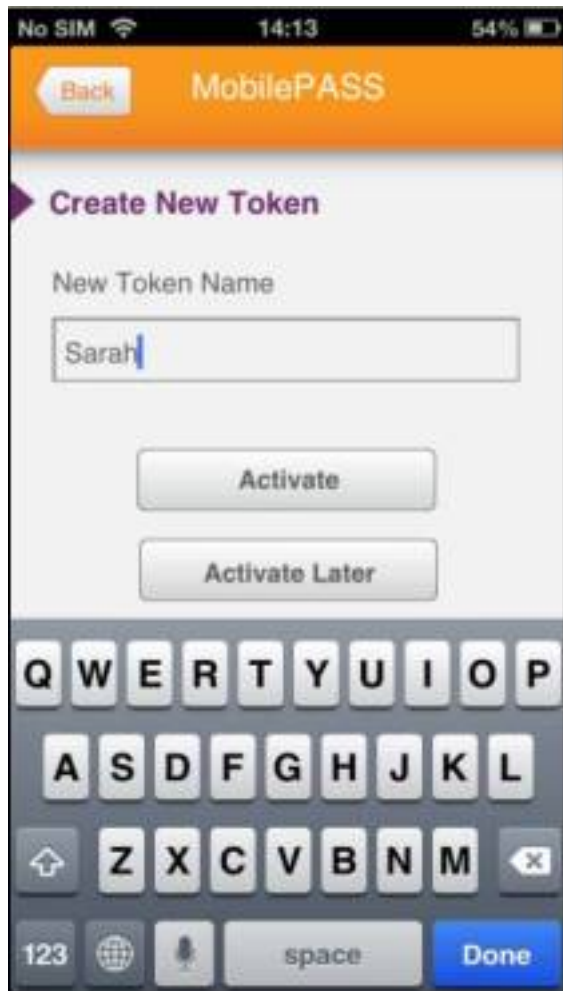 No SIM 14:13 54%
Back MobilePASS
Create New Token
New Token Name
Sarah
Activate
Activate Later
Q W E R T Y U I O P
A S D F G H J K L
Z X C V B N M
123 space Done